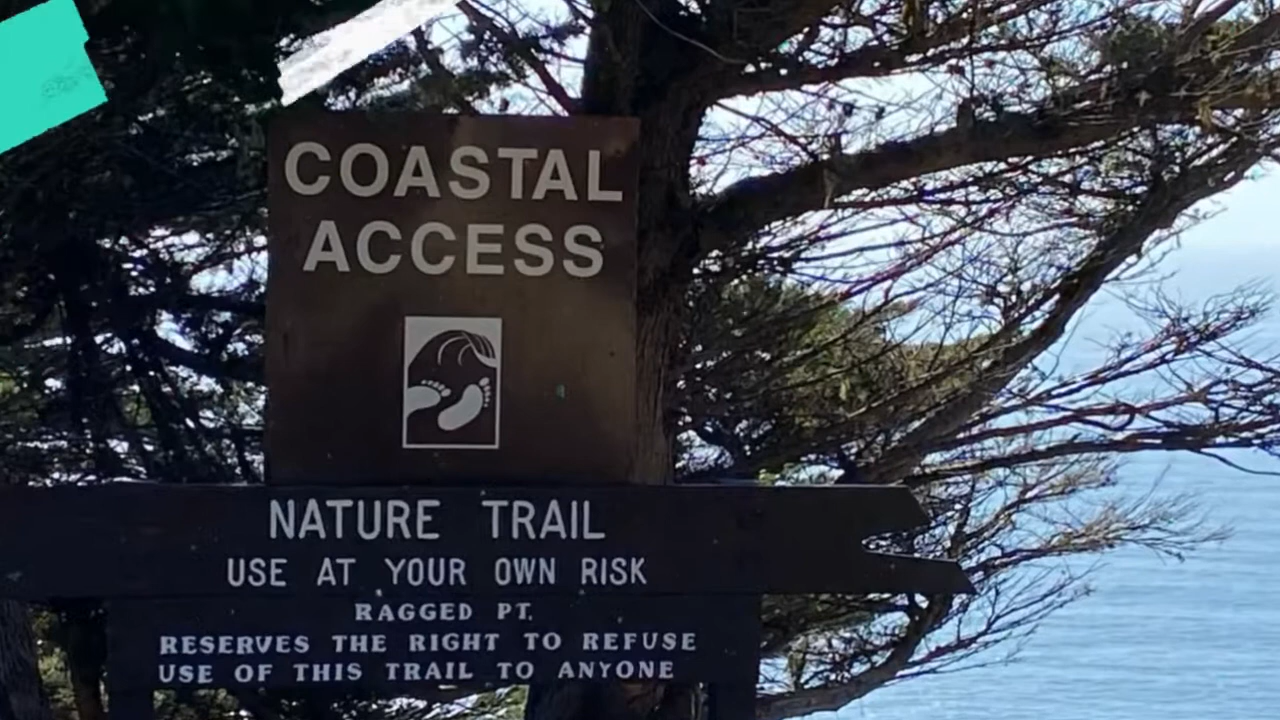 COASTAL
ACCESS
NATURE TRAIL
USE AT YOUR OWN RISK
RAGGED PT.
RESERVES THE RIGHT TO REFUSE
USE OF THIS TRAIL TO ANYONE